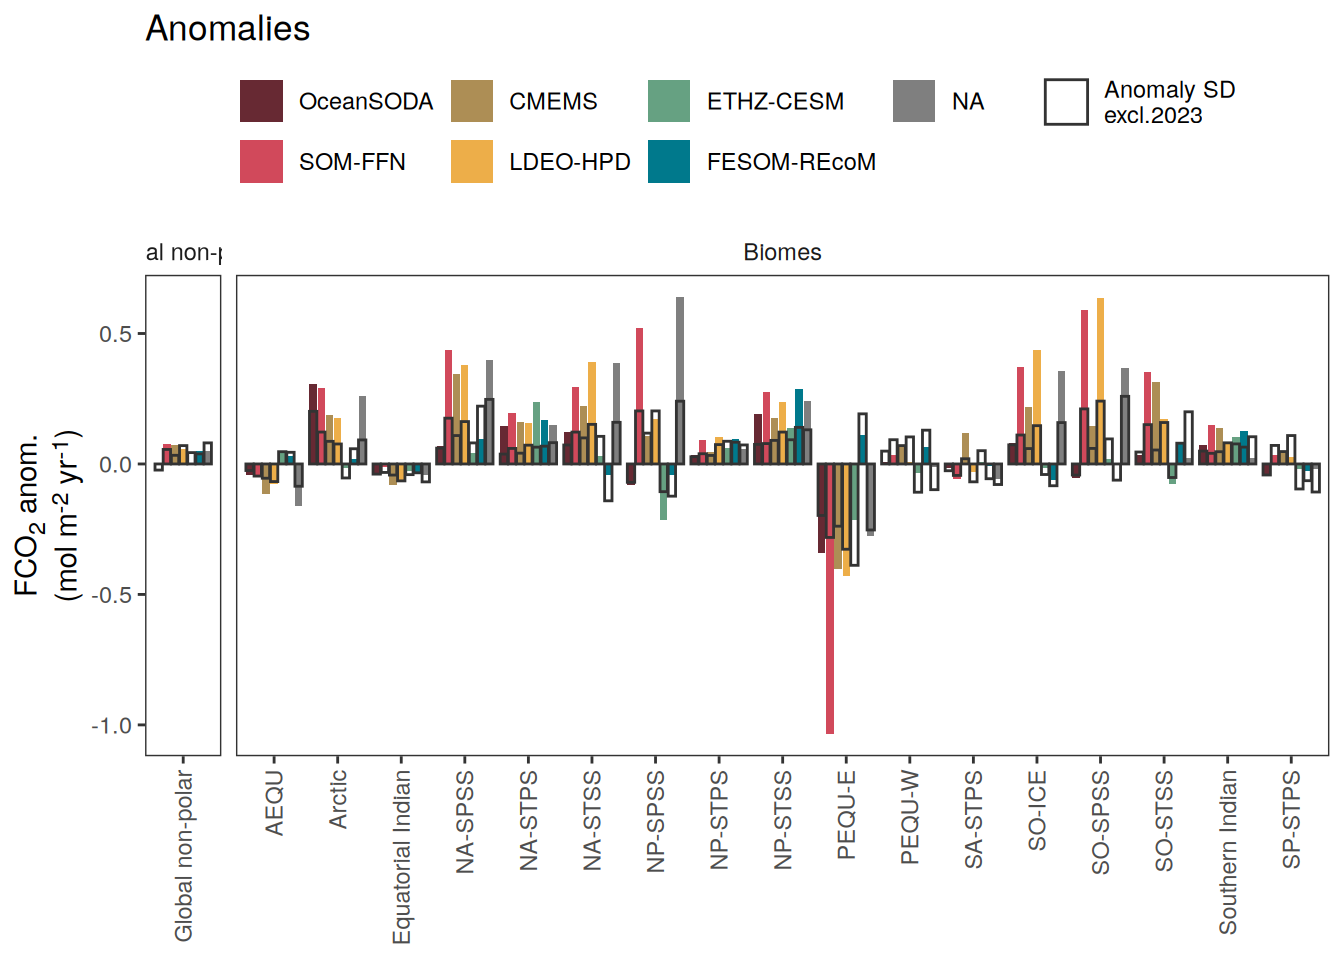 Anomalies
OceanSODA
CMEMS
ETHZ-CESM
NA
Anomaly SD
excl.2023
SOM-FFN
LDEO-HPD
FESOM-REcoM
al non-p
Biomes
FCO2 anom.
(mol m-2 yr-1)
0.5
0.0
-0.5
-1.0
Global non-polar
AEQU
Arctic
Equatorial Indian
NA-SPSS
NA-STPS
NA-STSS
NP-SPSS
NP-STPS
NP-STSS
PEQU-E
PEQU-W
SA-STPS
SO-ICE
SO-SPSS
SO-STSS
Southern Indian
SP-STPS